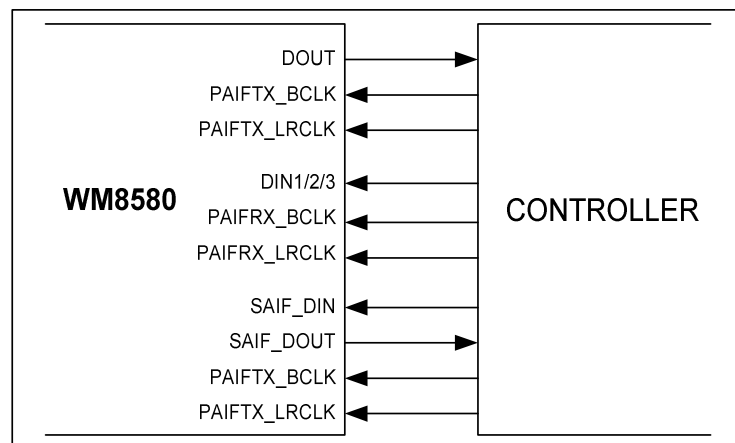 DOUT
PAIFTX_BCLK
PAIFTX_LRCLK
DIN1/2/3
WM8580
PAIFRX_BCLK
CONTROLLER
PAIFRX_LRCLK
SAIF_DIN
SAIF_DOUT
PAIFTX_BCLK
PAIFTX_LRCLK